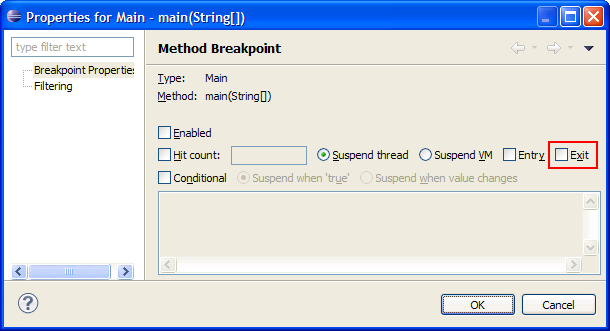 Properties for Main - main(String[])
type filter text
Breakpoint Properties
Filtering
Method Breakpoint
Type: Main
Method: main(String[])
Enabled
Hit count: Suspend thread Suspend VM Entry Exit
Conditional Suspend when 'true' Suspend when value changes
?
OK Cancel